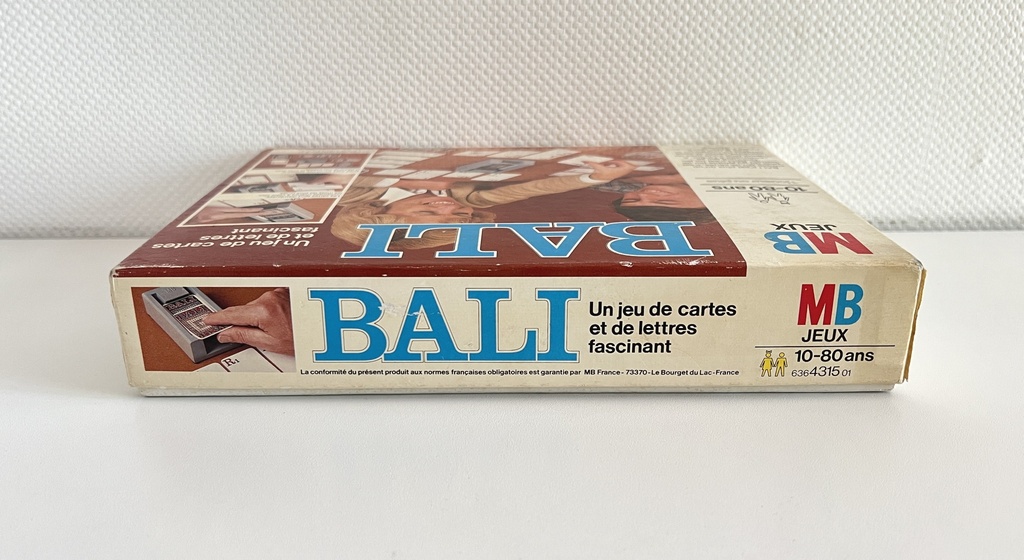 Un jeu de cartes
et de lettres
fascinant
BALI
10-80 ans
MB
JEUX
BALI
Un jeu de cartes
et de lettres
fascinant
La conformité du présent produit aux normes françaises obligatoires est garantie par MB France - 73370 - Le Bourget du Lac - France
MB
JEUX
10-80 ans
636 4315 01
BALI
R1